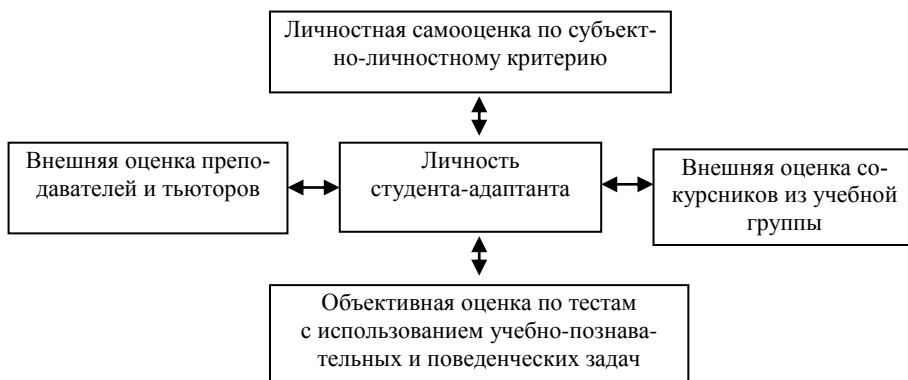 Личностная самооценка по субъект-
но-личностному критерию
Внешняя оценка препо-
давателей и тьюторов
Личность
студента-адаптанта
Внешняя оценка со-
курсников из учебной
группы
Объективная оценка по тестам
с использованием учебно-познава-
тельных и поведенческих задач